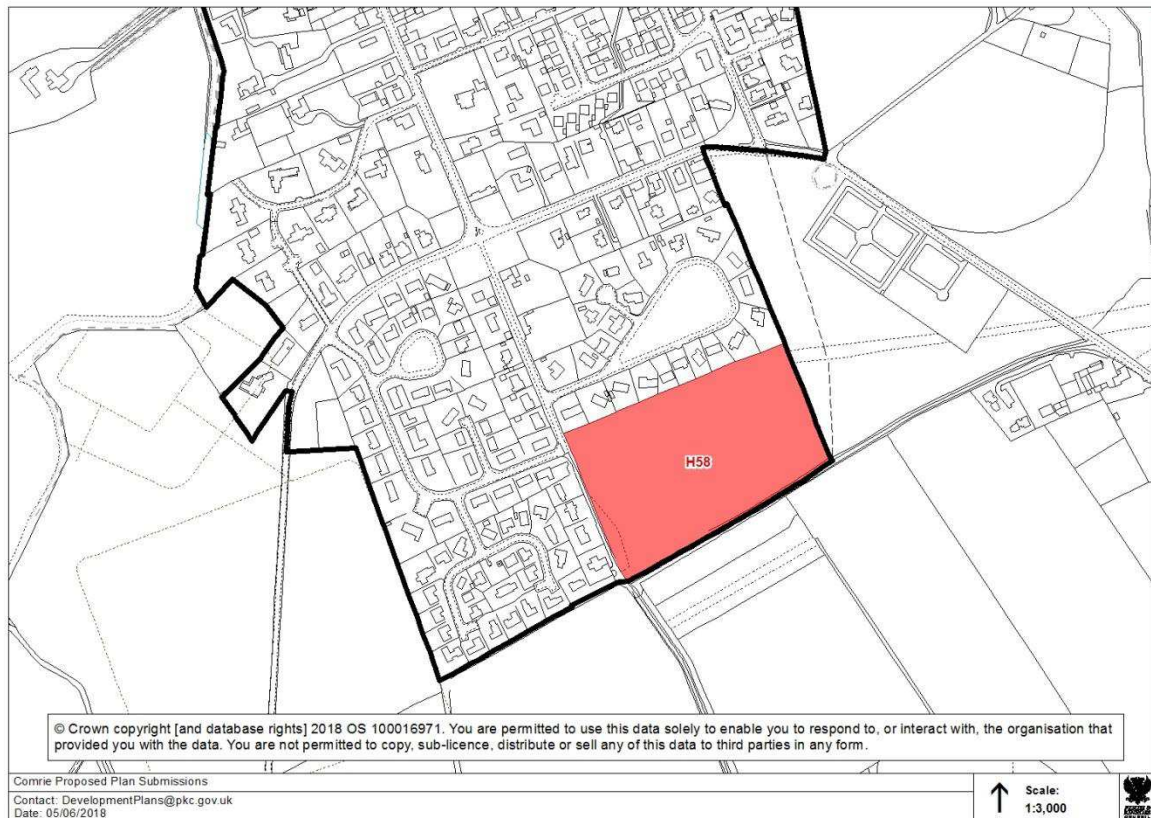 H58
© Crown copyright [and database rights] 2018 OS 100016971. You are permitted to use this data solely to enable you to respond to, or interact with, the organisation that
provided you with the data. You are not permitted to copy, sub-licence, distribute or sell any of this data to third parties in any form.
Comrie Proposed Plan Submissions
Contact: DevelopmentPlans@pkc.gov.uk
Date: 05/06/2018
Scale:
1:3,000